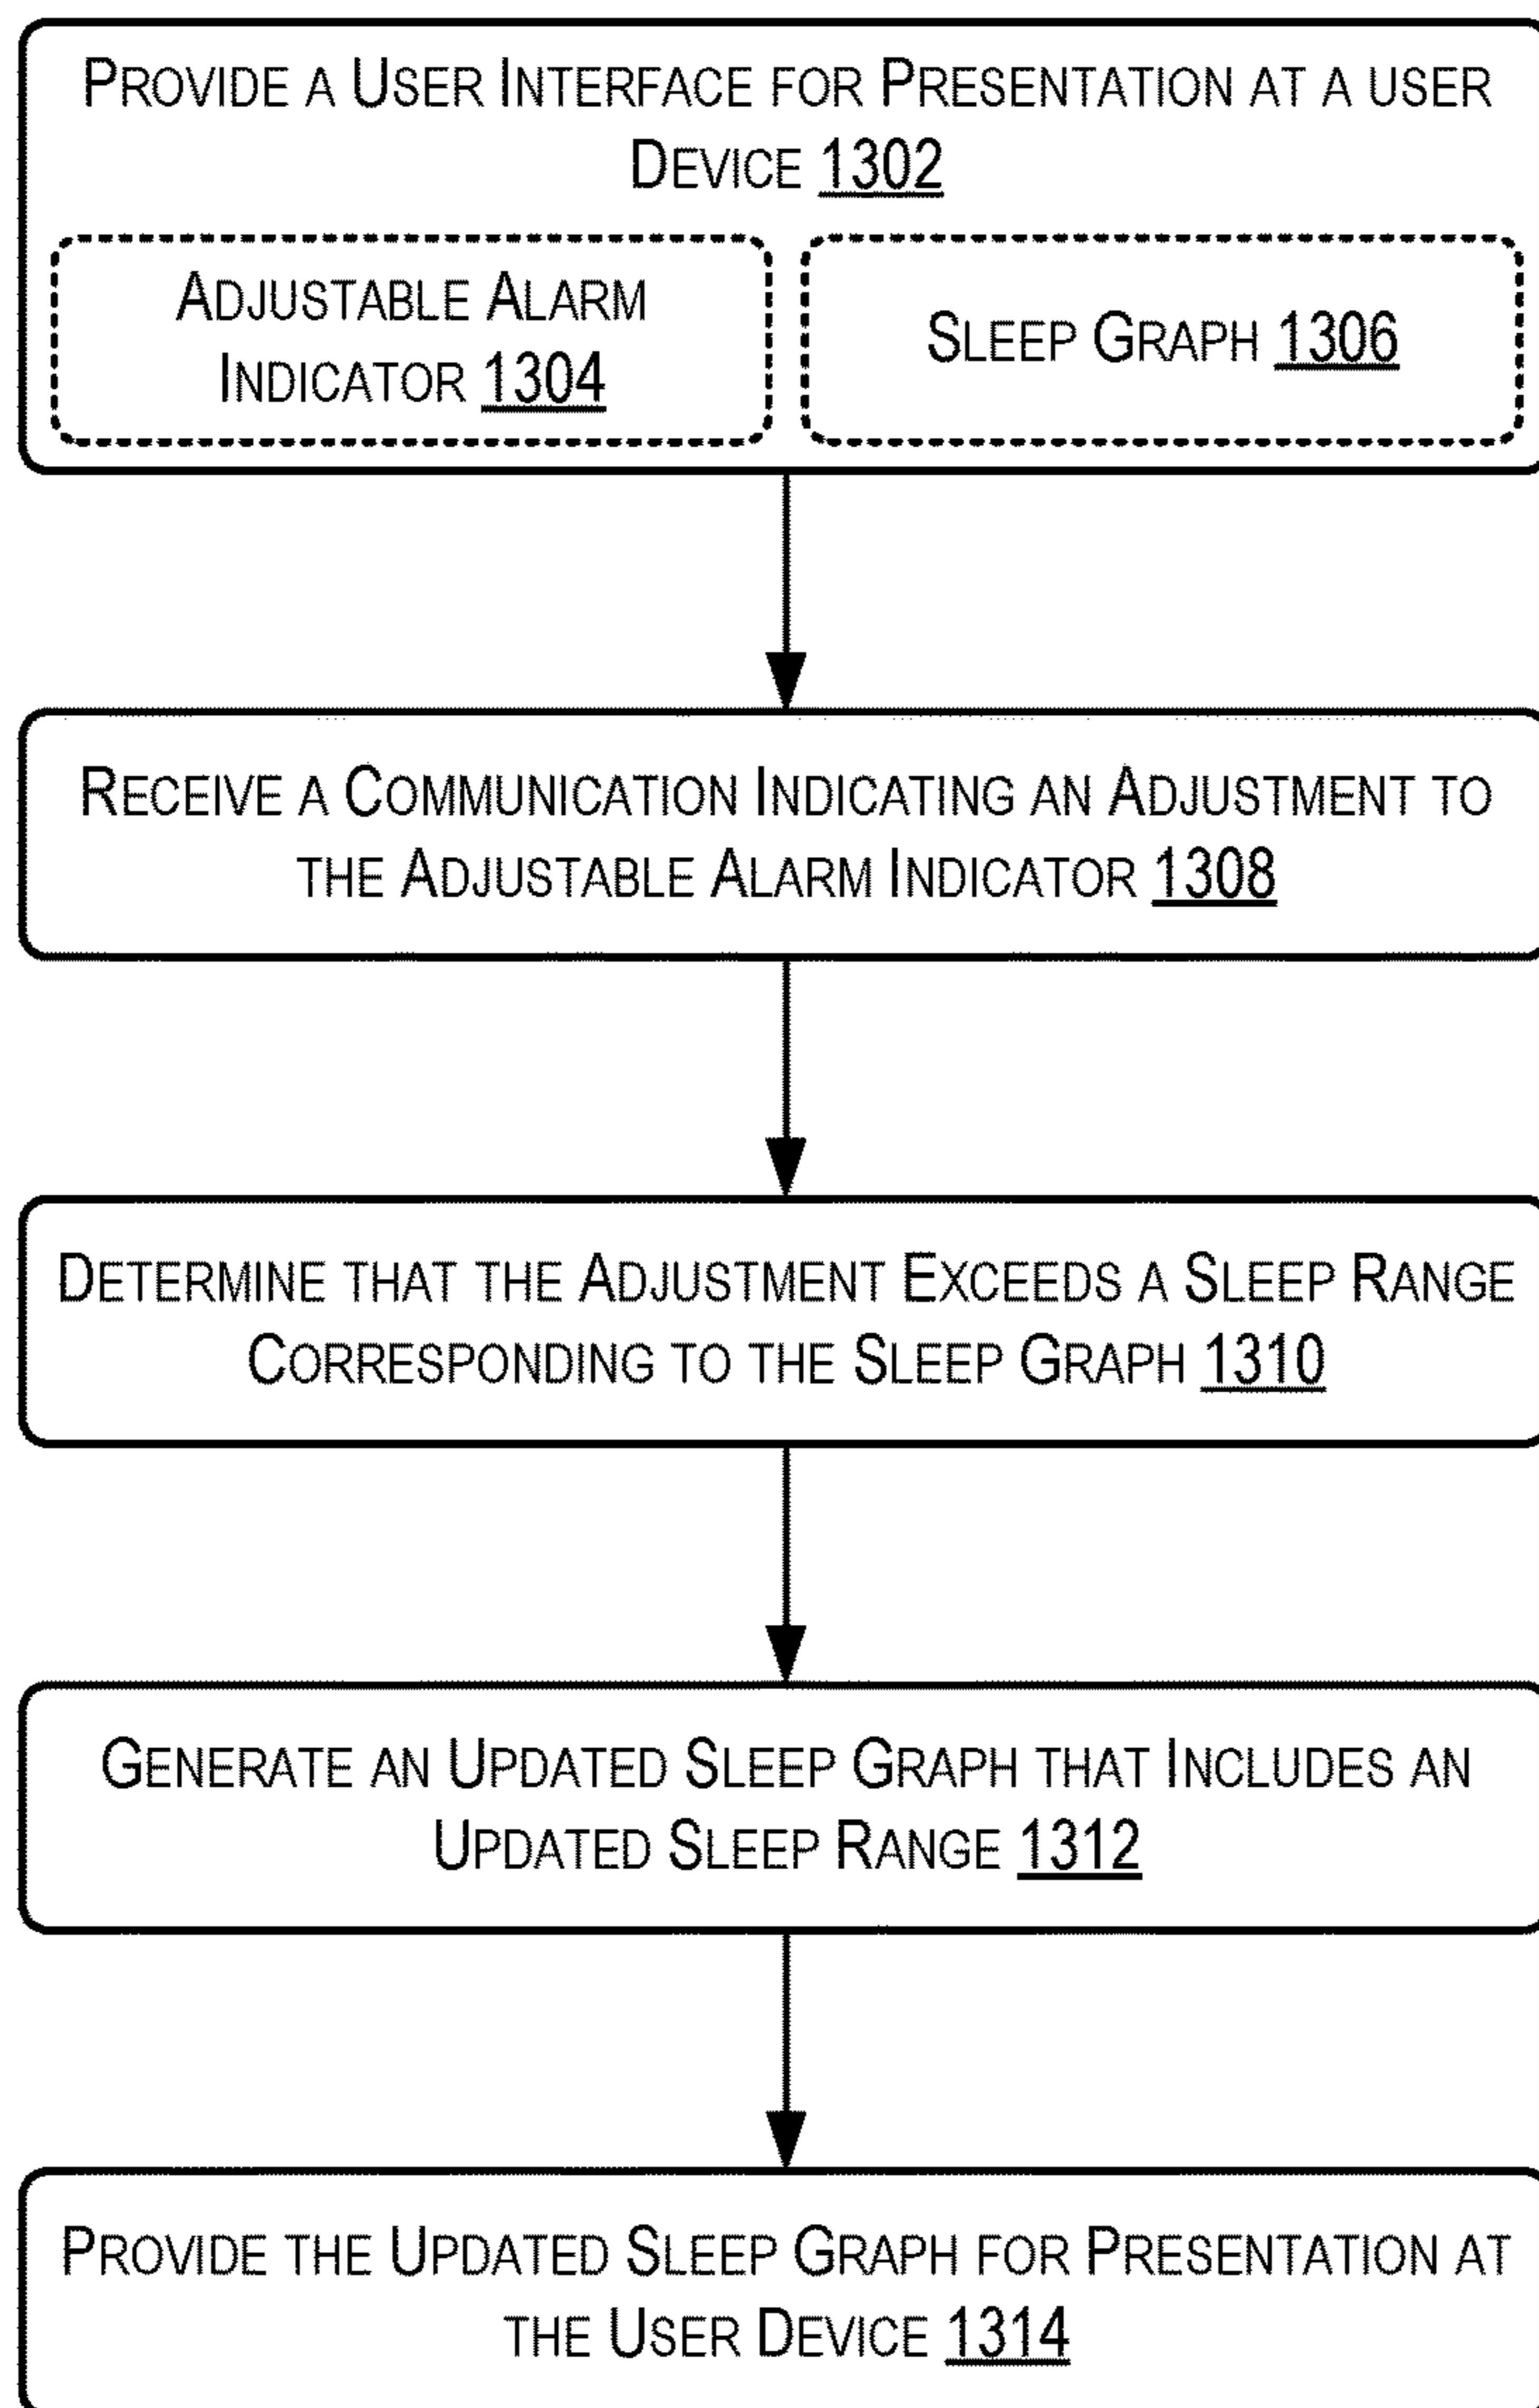 PROVIDE A USER INTERFACE FOR PRESENTATION AT A USER
DEVICE 1302
ADJUSTABLE ALARM
INDICATOR 1304
SLEEP GRAPH 1306
RECEIVE A COMMUNICATION INDICATING AN ADJUSTMENT TO
THE ADJUSTABLE ALARM INDICATOR 1308
DETERMINE THAT THE ADJUSTMENT EXCEEDS A SLEEP RANGE
CORRESPONDING TO THE SLEEP GRAPH 1310
GENERATE AN UPDATED SLEEP GRAPH THAT INCLUDES AN
UPDATED SLEEP RANGE 1312
PROVIDE THE UPDATED SLEEP GRAPH FOR PRESENTATION AT
THE USER DEVICE 1314